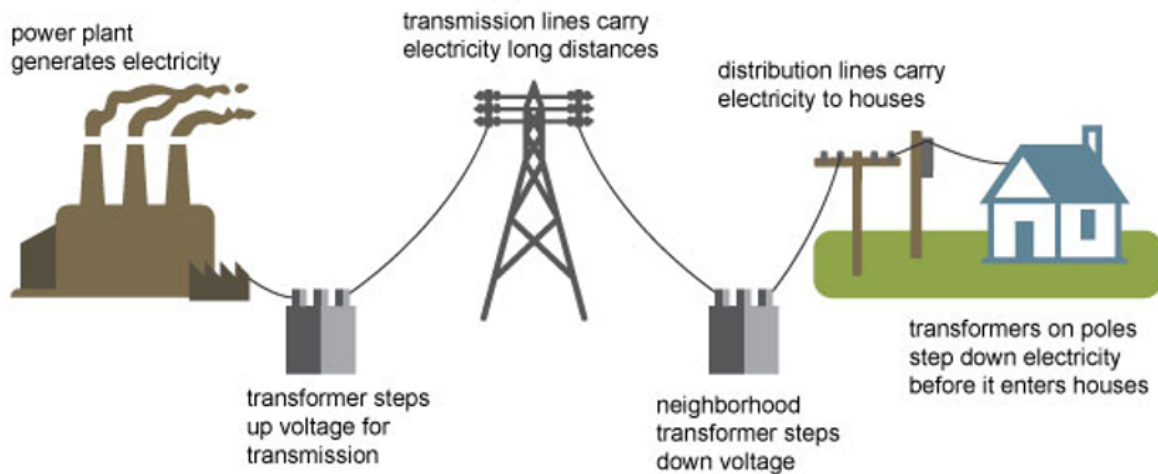 power plant
generates electricity
transmission lines carry
electricity long distances
distribution lines carry
electricity to houses
transformer steps
up voltage for
transmission
neighborhood
transformer steps
down voltage
transformers on poles
step down electricity
before it enters houses